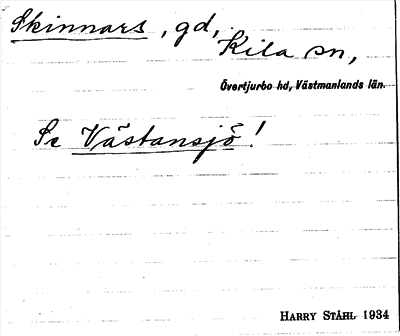 Skinnars, gd,
Kila sn,
Övertjurbo hd, Västmanlands län.
Se Västansjö!
HARRY STÅHL 1934